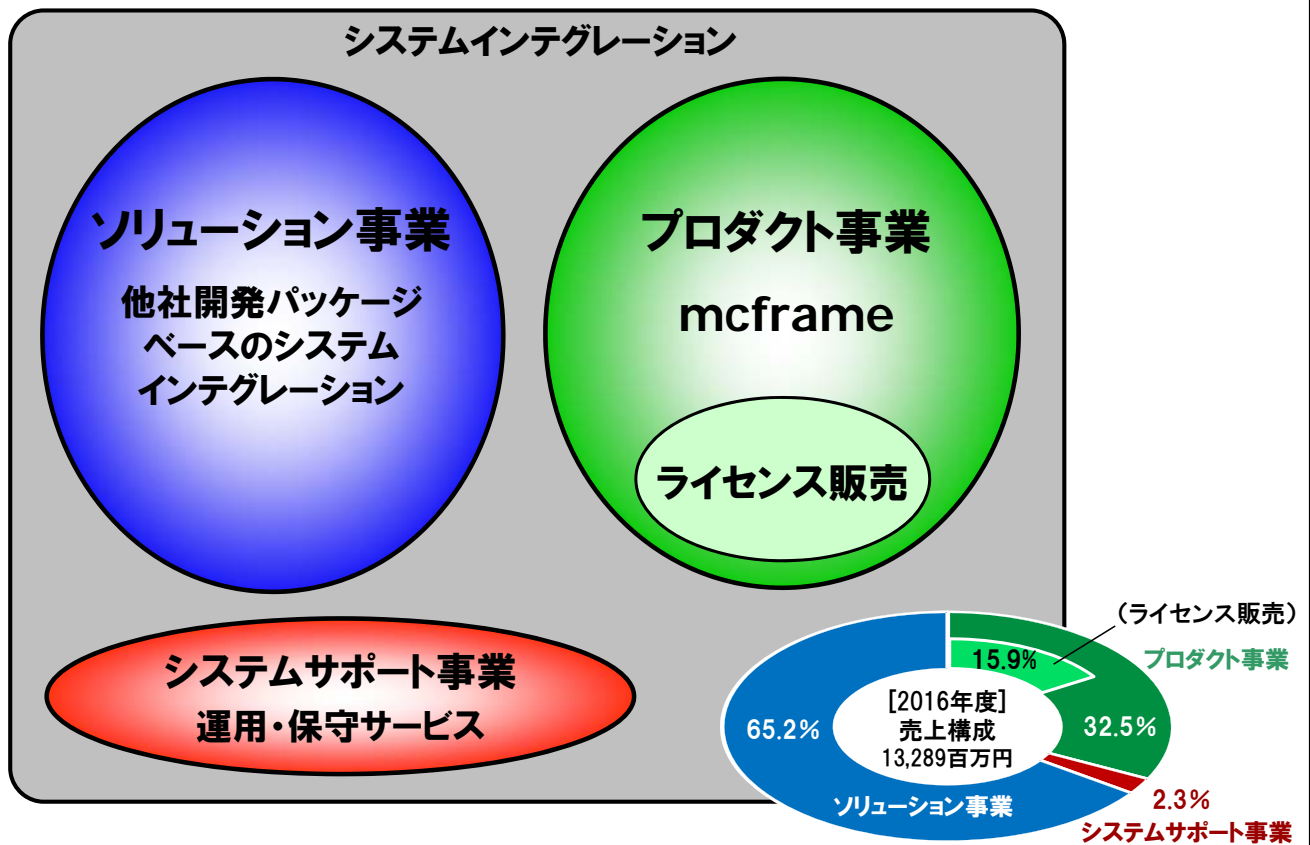 システムインテグレーション
ソリューション事業
他社開発パッケージ
ベースのシステム
インテグレーション
プロダクト事業
mcframe
ライセンス販売
システムサポート事業
運用・保守サービス
(ライセンス販売)
プロダクト事業
15.9%
[2016年度]
売上構成
13,289百万円
65.2%
32.5%
ソリューション事業
2.3%
システムサポート事業